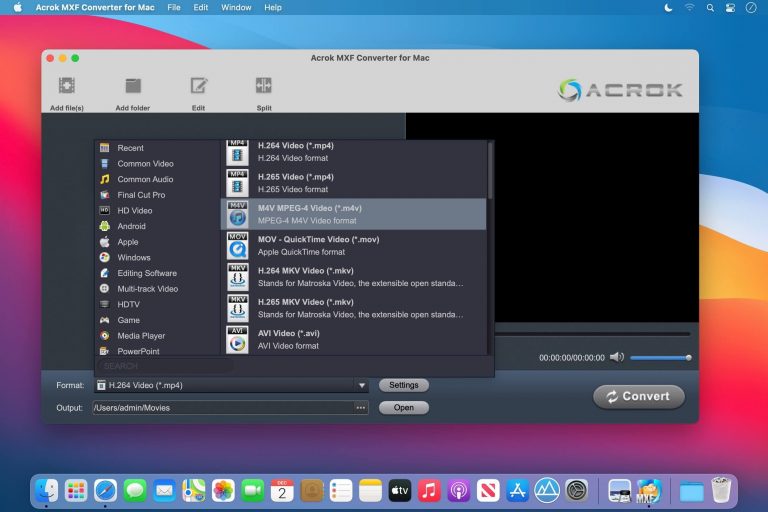 Acrok MXF Converter for Mac File Edit Window Help
Acrok MXF Converter for Mac
Add file(s) Add folder Edit Split
ACROK
Recent
Common Video
Common Audio
Final Cut Pro
HD Video
Android
Apple
Windows
Editing Software
Multi-track Video
HDTV
Game
Media Player
PowerPoint
MP4 H.264 Video (*.mp4)
H.264 Video format
MP4 H.265 Video (*.mp4)
H.265 Video format
M4V M4V MPEG-4 Video (*.m4v)
MPEG-4 M4V Video format
MOV MOV - QuickTime Video (*.mov)
Apple QuickTime format
MKV H.264 MKV Video (*.mkv)
Stands for Matroska Video, the extensible open standa...
MKV H.265 MKV Video (*.mkv)
Stands for Matroska Video, the extensible open standa...
AVI AVI Video (*.avi)
AVI Video format
SEARCH
00:00:00/00:00:00
Format: H.264 Video (*.mp4) Settings
Output: /Users/admin/Movies ... Open
Convert
DEC
2
tv
MXF